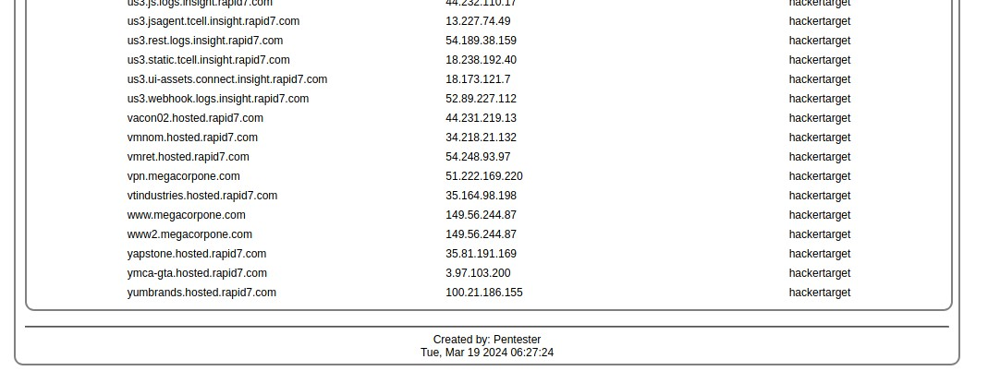 us3.js.logs.insight.rapid7.com 44.232.110.17 hackertarget
us3.jsagent.tcell.insight.rapid7.com 13.227.74.49 hackertarget
us3.rest.logs.insight.rapid7.com 54.189.38.159 hackertarget
us3.static.tcell.insight.rapid7.com 18.238.192.40 hackertarget
us3.ui-assets.connect.insight.rapid7.com 18.173.121.7 hackertarget
us3.webhook.logs.insight.rapid7.com 52.89.227.112 hackertarget
vacon02.hosted.rapid7.com 44.231.219.13 hackertarget
vmnom.hosted.rapid7.com 34.218.21.132 hackertarget
vmret.hosted.rapid7.com 54.248.93.97 hackertarget
vpn.megacorpone.com 51.222.169.220 hackertarget
vtindustries.hosted.rapid7.com 35.164.98.198 hackertarget
www.megacorpone.com 149.56.244.87 hackertarget
www2.megacorpone.com 149.56.244.87 hackertarget
yapstone.hosted.rapid7.com 35.81.191.169 hackertarget
ymca-gta.hosted.rapid7.com 3.97.103.200 hackertarget
yumbrands.hosted.rapid7.com 100.21.186.155 hackertarget
Created by: Pentester
Tue, Mar 19 2024 06:27:24